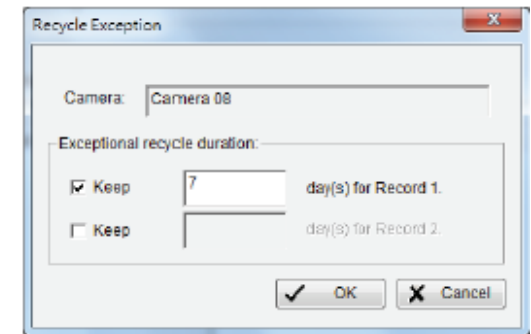 Recycle Exception
Camera: Camera 08
Exceptional recycle duration:
Keep 7 day(s) for Record 1.
Keep day(s) for Record 2.
OK Cancel